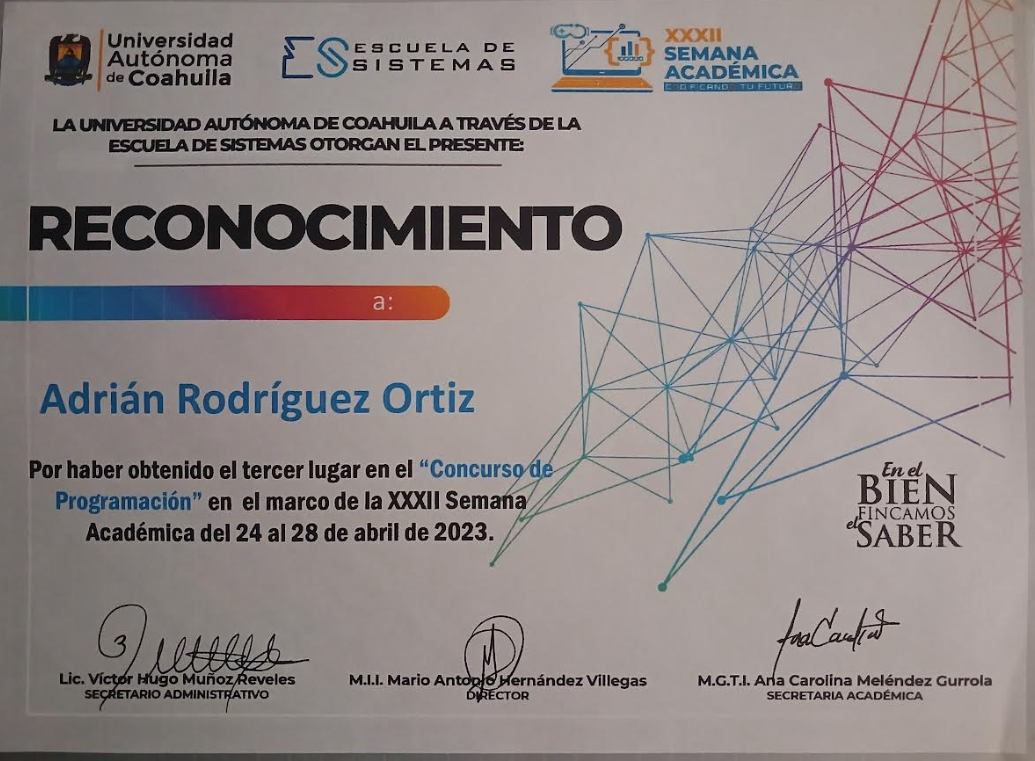 Universidad
Autónoma
de Coahuila
ES ESCUELA DE
SISTEMAS
XXXII
SEMANA
ACADÉMICA
LA UNIVERSIDAD AUTÓNOMA DE COAHUILA A TRAVÉS DE LA
ESCUELA DE SISTEMAS OTORGAN EL PRESENTE:
RECONOCIMIENTO
a:
Adrián Rodríguez Ortiz
Por haber obtenido el tercer lugar en el “Concurso de
Programación” en el marco de la XXXII Semana
Académica del 24 al 28 de abril de 2023.
En el
BIEN
FINCAMOS
el SABER
Lic. Víctor Hugo Muñoz Reveles
SECRETARIO ADMINISTRATIVO
M.I.I. Mario Antonio Hernández Villegas
DIRECTOR
M.G.T.I. Ana Carolina Meléndez Gurrola
SECRETARIA ACADÉMICA